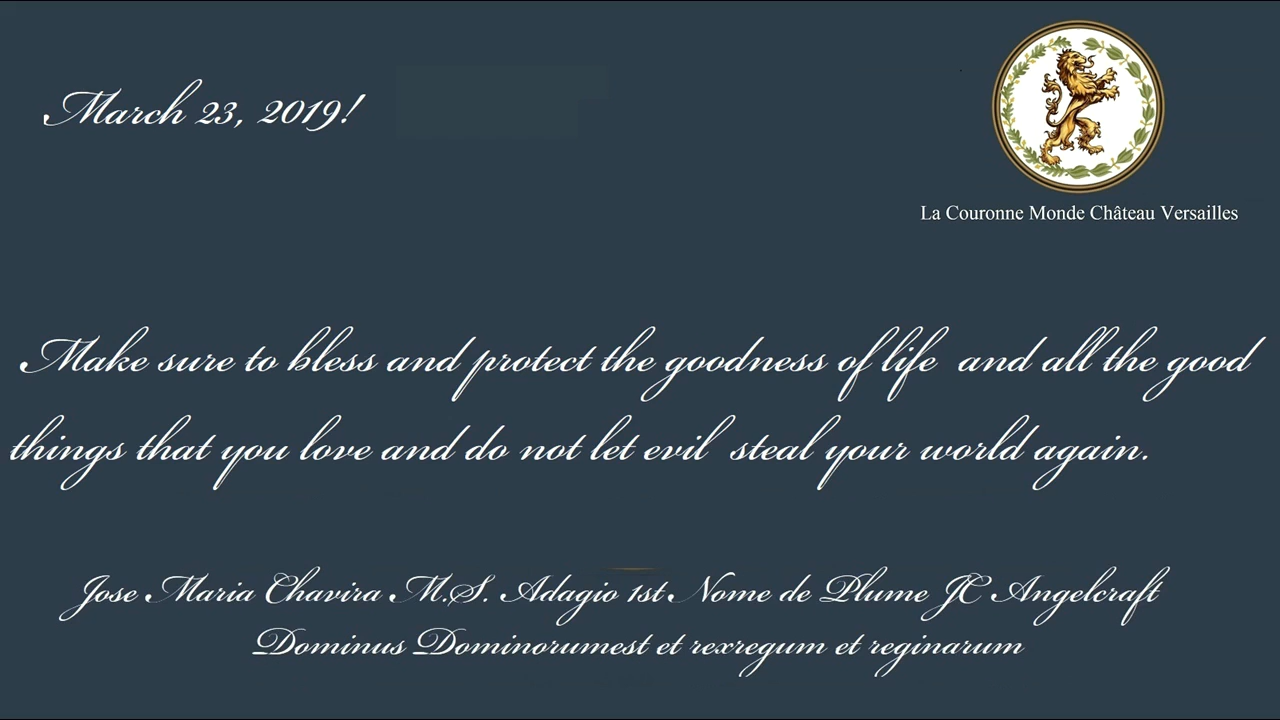 March 23, 2019!
La Couronne Monde Château Versailles
Make sure to bless and protect the goodness of life and all the good
things that you love and do not let evil steal your world again.
Jose Maria Chavira M.S. Adagio 1st Nome de Plume JC Angelcraft
Dominus Dominorumest et rexregum et reginarum